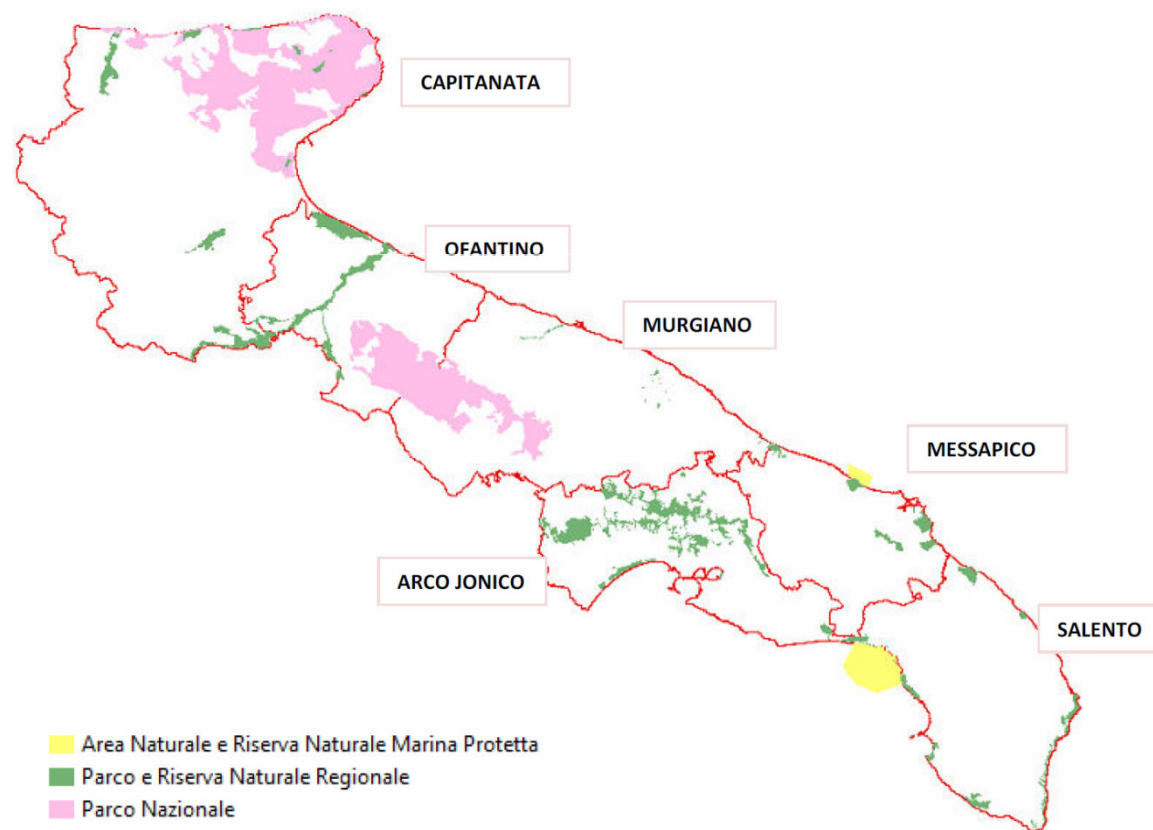 CAPITANATA
OFANTINO
MURGIANO
MESSAPICO
ARCO JONICO
SALENTO
Area Naturale e Riserva Naturale Marina Protetta
Parco e Riserva Naturale Regionale
Parco Nazionale